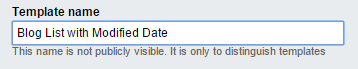 Template name
Blog List with Modified Date
This name is not publicly visible. It is only to distinguish templates